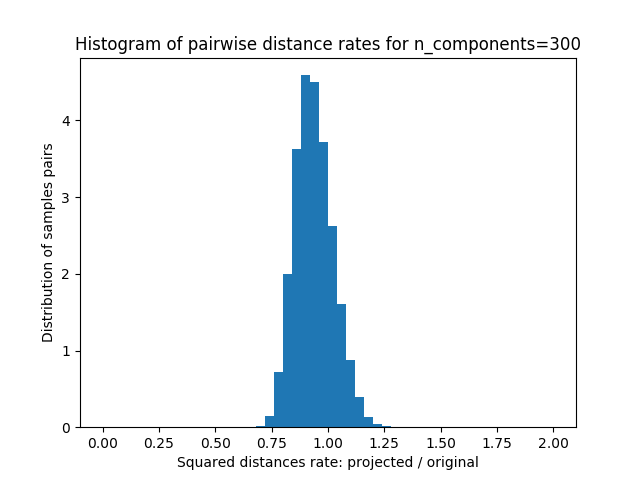 Histogram of pairwise distance rates for n_components=300
Distribution of samples pairs
4
3
2
1
0
0.00 0.25 0.50 0.75 1.00 1.25 1.50 1.75 2.00
Squared distances rate: projected / original